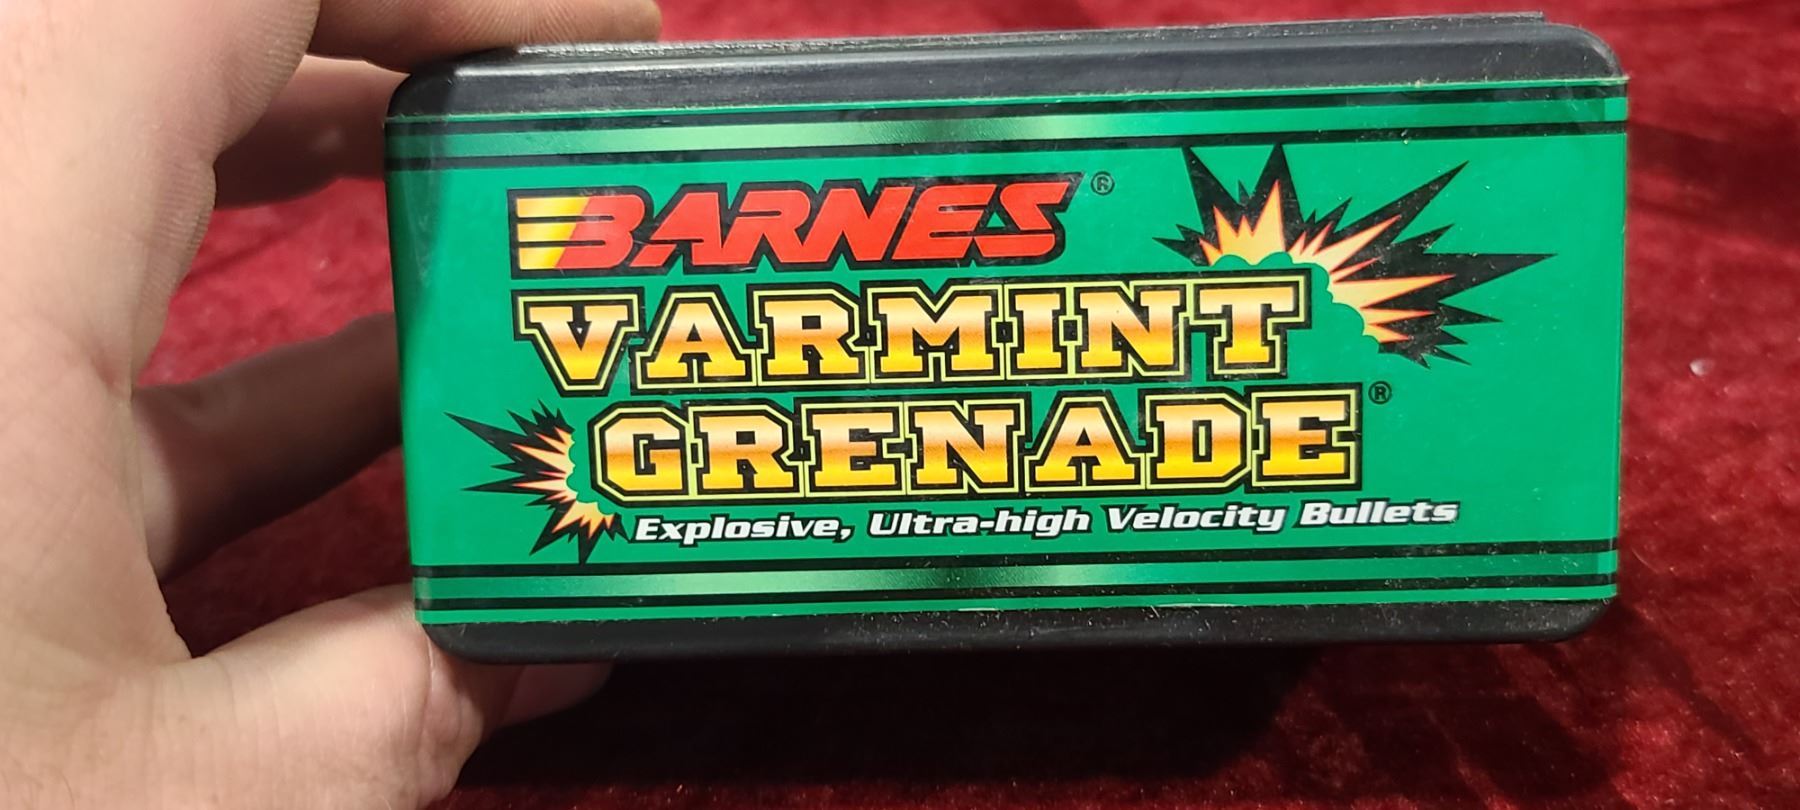 BARNES®
VARMINT
GRENADE®
Explosive, Ultra-high Velocity Bullets